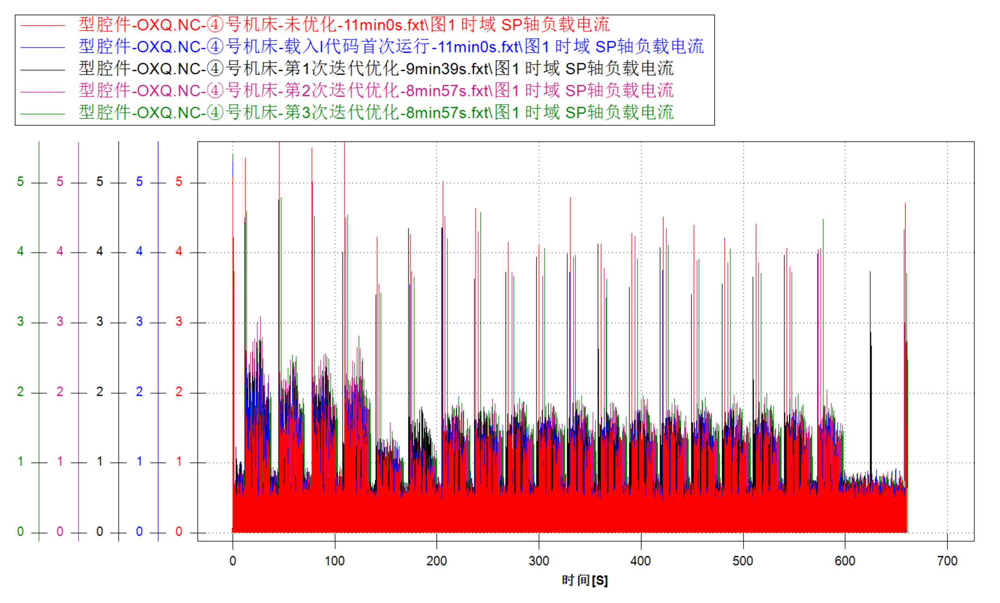 型腔件-OXQ.NC-④号机床-未优化-11min0s.fxt\图1 时域 SP轴负载电流
型腔件-OXQ.NC-④号机床-载入I代码首次运行-11min0s.fxt\图1 时域 SP轴负载电流
型腔件-OXQ.NC-④号机床-第1次迭代优化-9min39s.fxt\图1 时域 SP轴负载电流
型腔件-OXQ.NC-④号机床-第2次迭代优化-8min57s.fxt\图1 时域 SP轴负载电流
型腔件-OXQ.NC-④号机床-第3次迭代优化-8min57s.fxt\图1 时域 SP轴负载电流
5 5 5 5 5
4 4 4 4 4
3 3 3 3 3
2 2 2 2 2
1 1 1 1 1
0 0 0 0 0
0 100 200 300 400 500 600 700
时间[S]